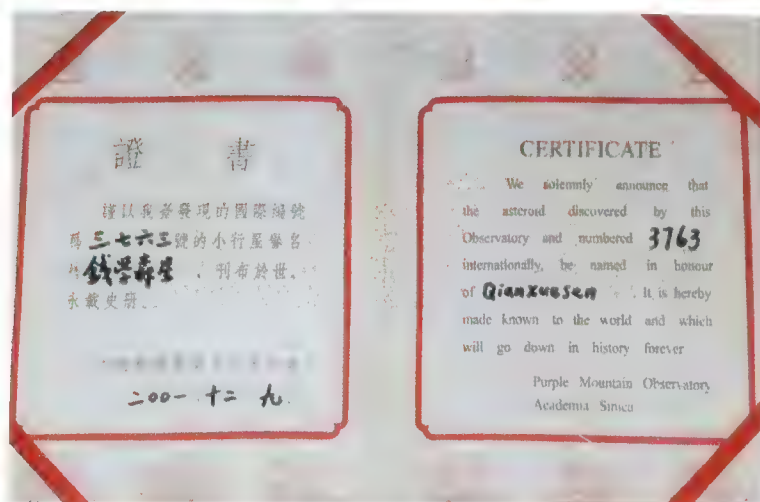 證 書
謹以我臺發現的國際編號
為三七六三號的小行星譽名
為錢学森星，刊布於世、
永載史册。
二00一 十二 九
CERTIFICATE
We solemnly announce that
the asteroid discovered by this
Observatory and numbered 3763
internationally, be named in honour
of Qianxuesen . It is hereby
made known to the world and which
will go down in history forever
Purple Mountain Observatory
Academia Sinica